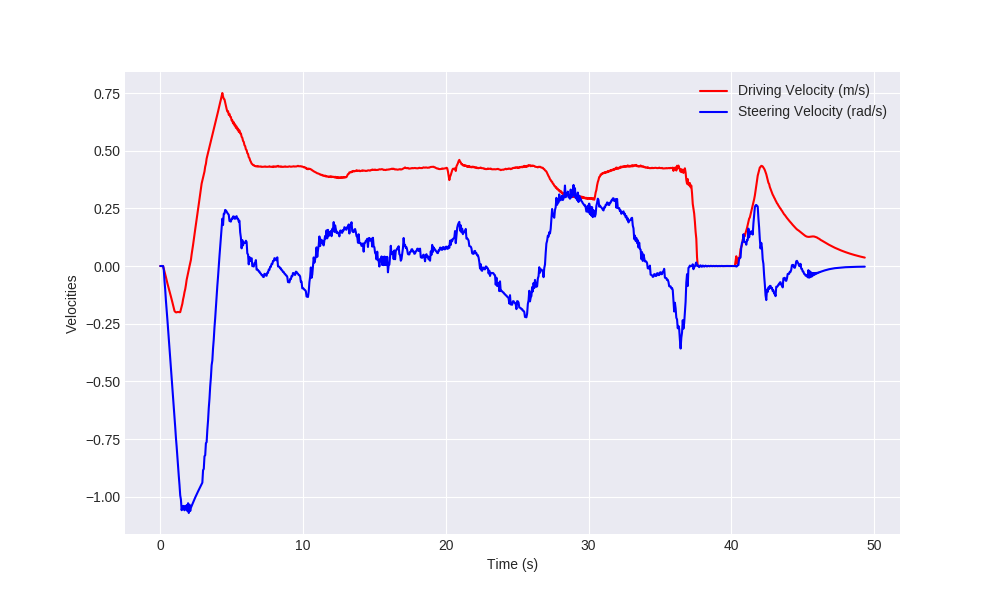 Driving Velocity (m/s)
Steering Velocity (rad/s)
0.75
0.50
0.25
0.00
−0.25
−0.50
−0.75
−1.00
Velocities
0 10 20 30 40 50
Time (s)